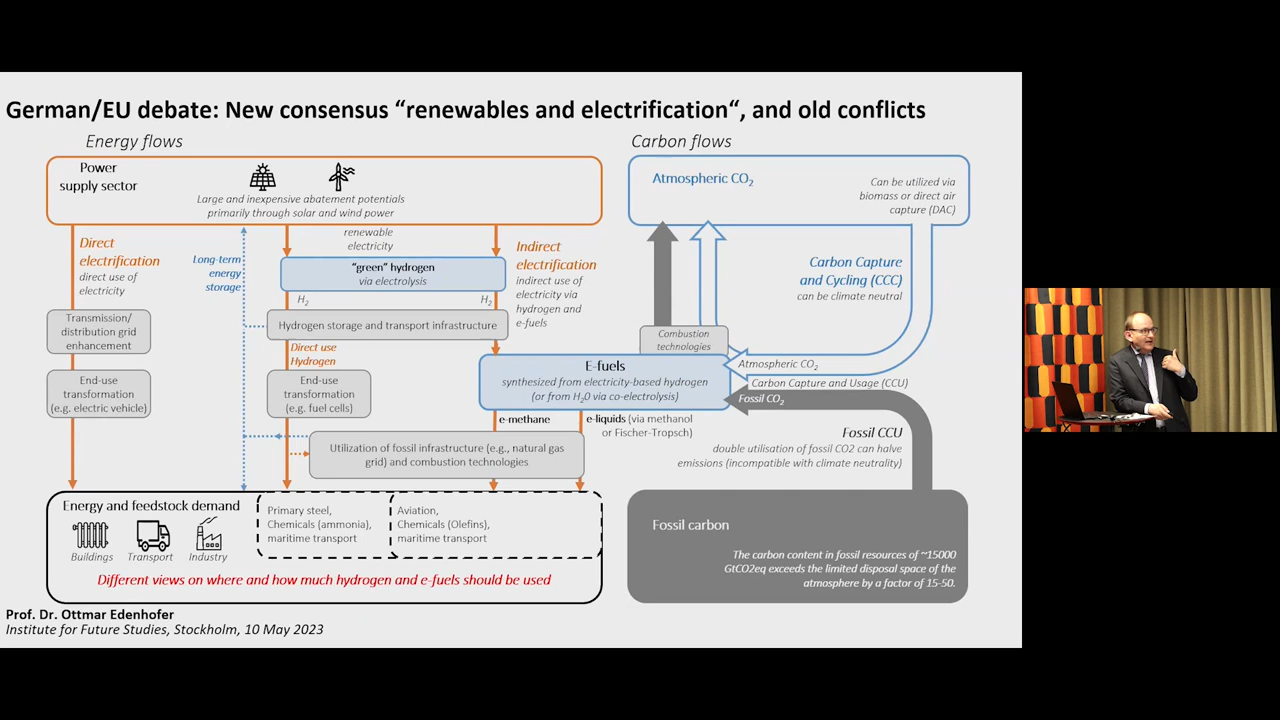 German/EU debate: New consensus “renewables and electrification“, and old conflicts
Energy flows
Power
supply sector
Large and inexpensive abatement potentials
primarily through solar and wind power
Direct
electrification
direct use of
electricity
Long-term
energy
storage
renewable
electricity
Indirect
electrification
indirect use of
electricity via
hydrogen and
e-fuels
“green” hydrogen
via electrolysis
H2
H2
Transmission/
distribution grid
enhancement
Hydrogen storage and transport infrastructure
Direct use
Hydrogen
End-use
transformation
(e.g. electric vehicle)
End-use
transformation
(e.g. fuel cells)
E-fuels
synthesized from electricity-based hydrogen
(or from H20 via co-electrolysis)
e-methane
e-liquids (via methanol
or Fischer-Tropsch)
Utilization of fossil infrastructure (e.g., natural gas
grid) and combustion technologies
Energy and feedstock demand
Buildings
Transport
Industry
Primary steel,
Chemicals (ammonia),
maritime transport
Aviation,
Chemicals (Olefins),
maritime transport
Different views on where and how much hydrogen and e-fuels should be used
Carbon flows
Atmospheric CO2
Can be utilized via
biomass or direct air
capture (DAC)
Carbon Capture
and Cycling (CCC)
can be climate neutral
Combustion
technologies
Atmospheric CO2
Carbon Capture and Usage (CCU)
Fossil CO2
Fossil CCU
double utilisation of fossil CO2 can halve
emissions (incompatible with climate neutrality)
Fossil carbon
The carbon content in fossil resources of ~15000
GtCO2eq exceeds the limited disposal space of the
atmosphere by a factor of 15-50.
Prof. Dr. Ottmar Edenhofer
Institute for Future Studies, Stockholm, 10 May 2023